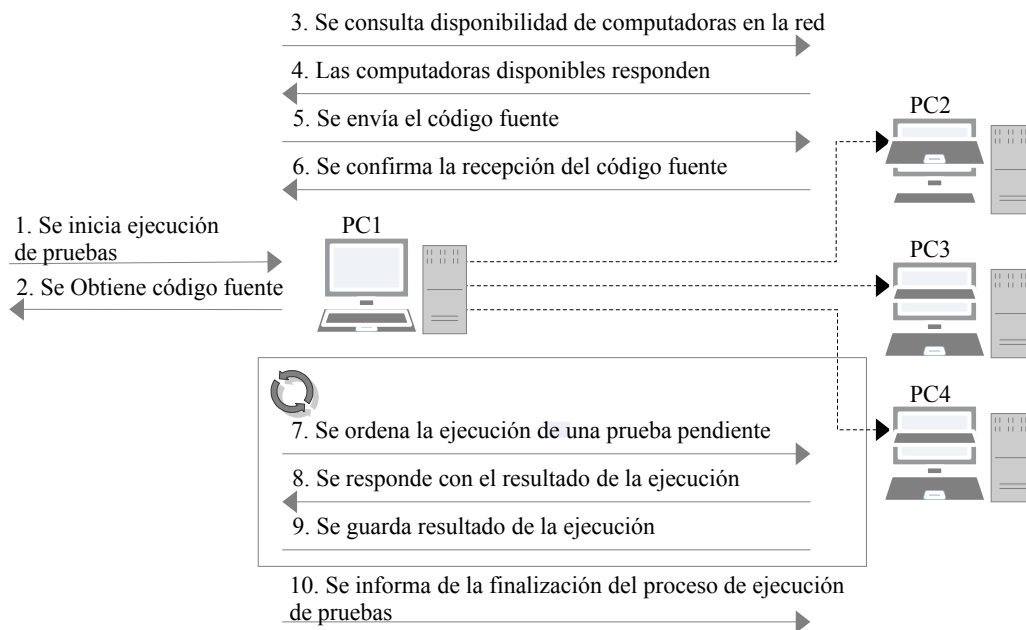 3. Se consulta disponibilidad de computadoras en la red
4. Las computadoras disponibles responden
5. Se envía el código fuente
6. Se confirma la recepción del código fuente
PC2
1. Se inicia ejecución
de pruebas
2. Se Obtiene código fuente
PC1
PC3
PC4
7. Se ordena la ejecución de una prueba pendiente
8. Se responde con el resultado de la ejecución
9. Se guarda resultado de la ejecución
10. Se informa de la finalización del proceso de ejecución
de pruebas